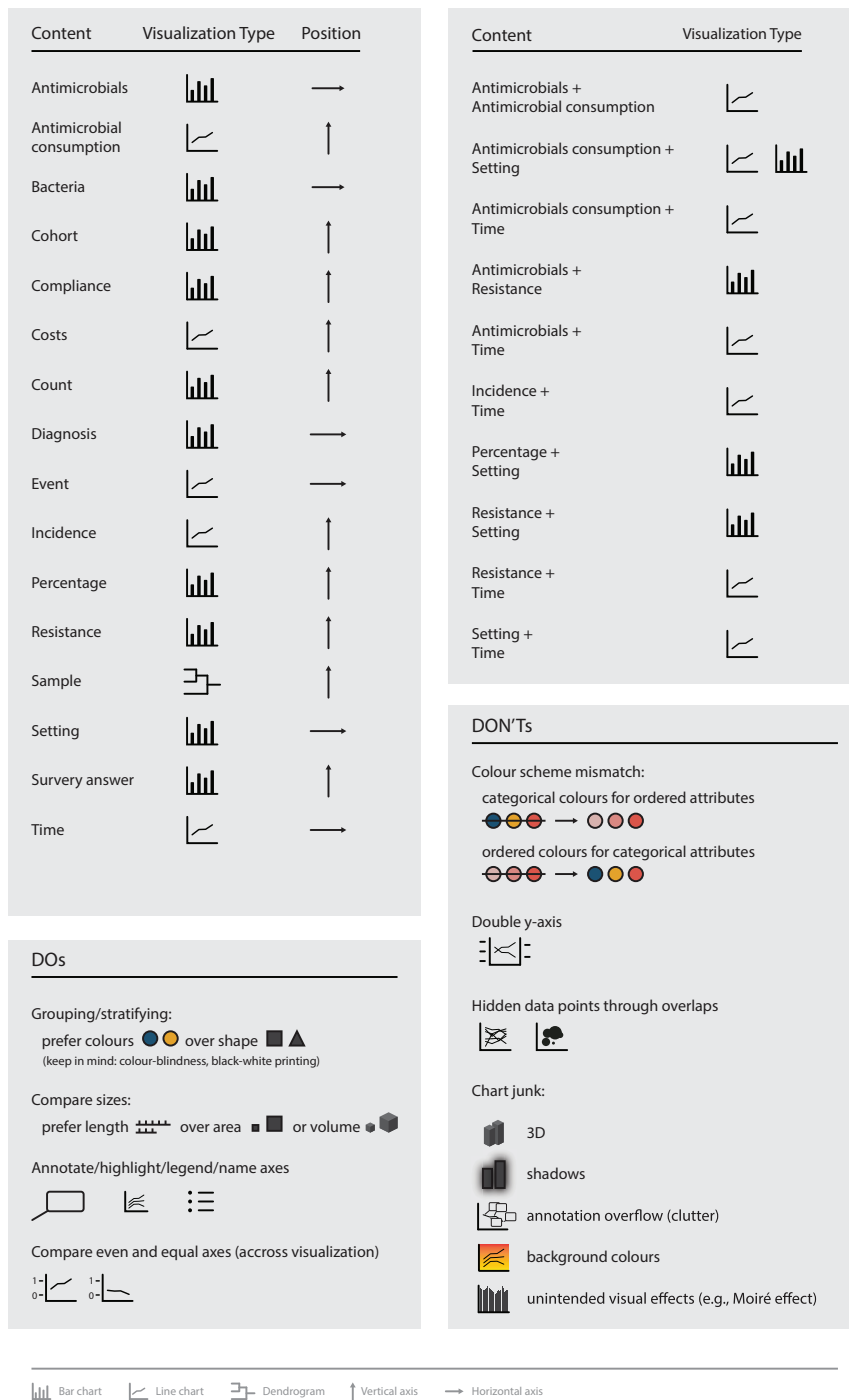 Content Visualization Type Position
Antimicrobials
Antimicrobial
consumption
Bacteria
Cohort
Compliance
Costs
Count
Diagnosis
Event
Incidence
Percentage
Resistance
Sample
Setting
Survery answer
Time
Content Visualization Type
Antimicrobials +
Antimicrobial consumption
Antimicrobials consumption +
Setting
Antimicrobials consumption +
Time
Antimicrobials +
Resistance
Antimicrobials +
Time
Incidence +
Time
Percentage +
Setting
Resistance +
Setting
Resistance +
Time
Setting +
Time
DOs
Grouping/stratifying:
prefer colours over shape
(keep in mind: colour-blindness, black-white printing)
Compare sizes:
prefer length over area or volume
Annotate/highlight/legend/name axes
Compare even and equal axes (accross visualization)
1 1
0 0
DON'Ts
Colour scheme mismatch:
categorical colours for ordered attributes
ordered colours for categorical attributes
Double y-axis
Hidden data points through overlaps
Chart junk:
3D
shadows
annotation overflow (clutter)
background colours
unintended visual effects (e.g., Moiré effect)
Bar chart Line chart Dendrogram Vertical axis Horizontal axis